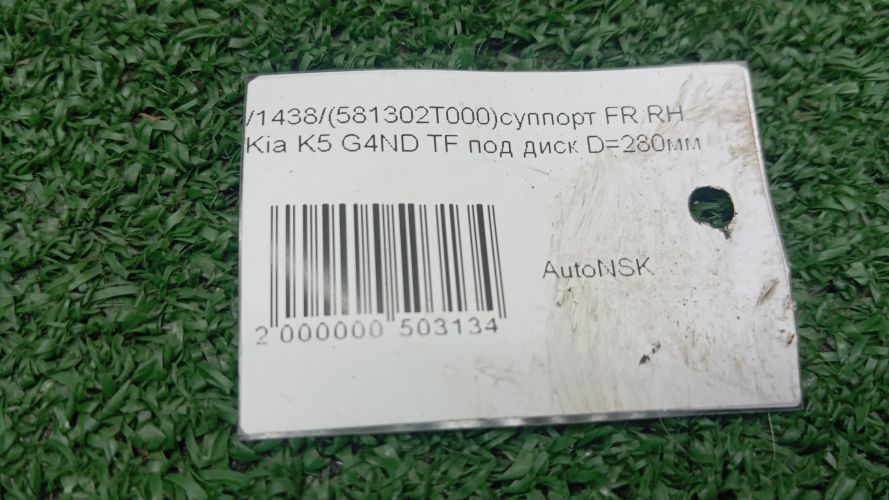 /1438/(581302T000)суппорт FR RH
Kia K5 G4ND TF под диск D=280мм
AutoNSK
2 000000 503134